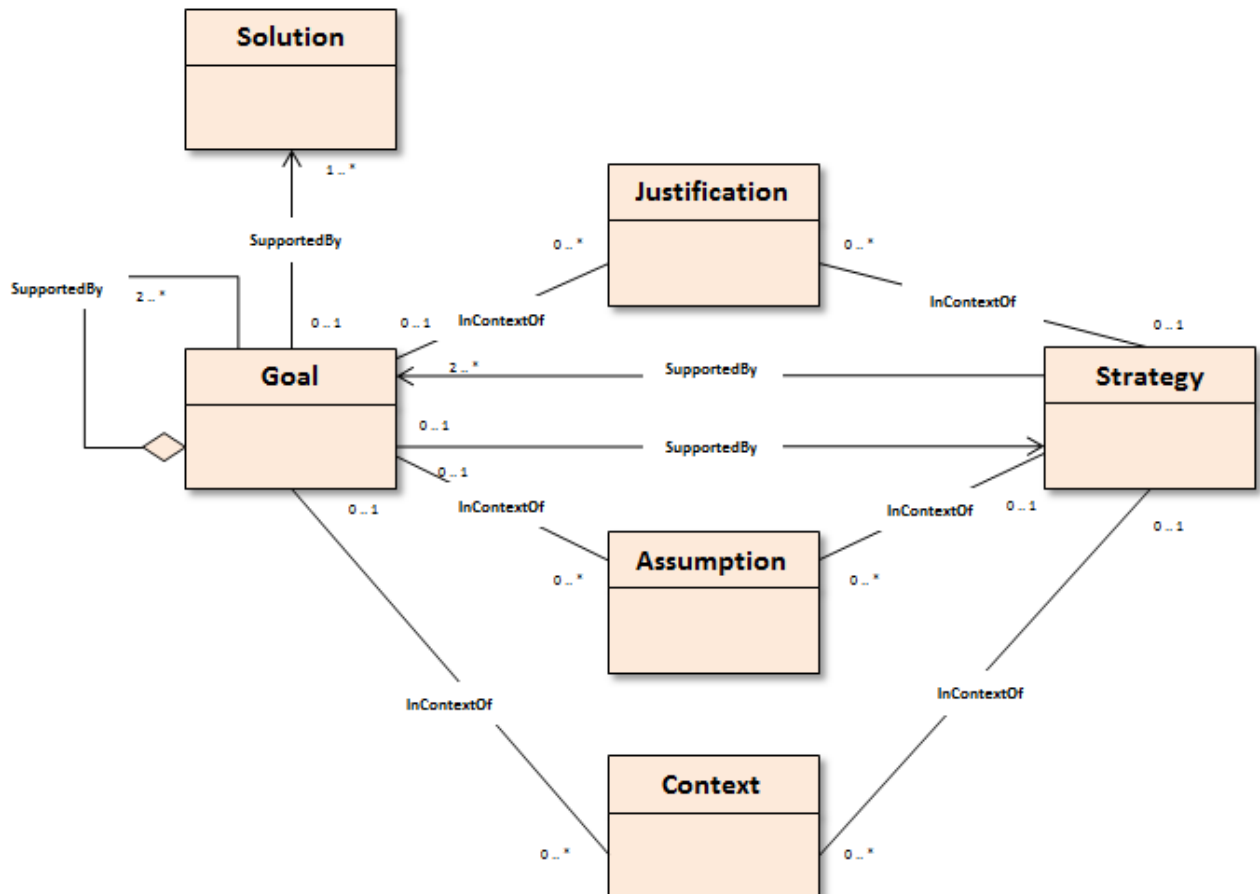 Solution
1 .. *
Justification
SupportedBy
0 .. *
0 .. *
SupportedBy
2 .. *
InContextOf
0 .. 1
0 .. 1
InContextOf
0 .. 1
Goal
2 .. *
SupportedBy
Strategy
0 .. 1
SupportedBy
0 .. 1
0 .. 1
InContextOf
InContextOf
0 .. 1
0 .. 1
Assumption
0 .. *
0 .. *
InContextOf
InContextOf
Context
0 .. *
0 .. *